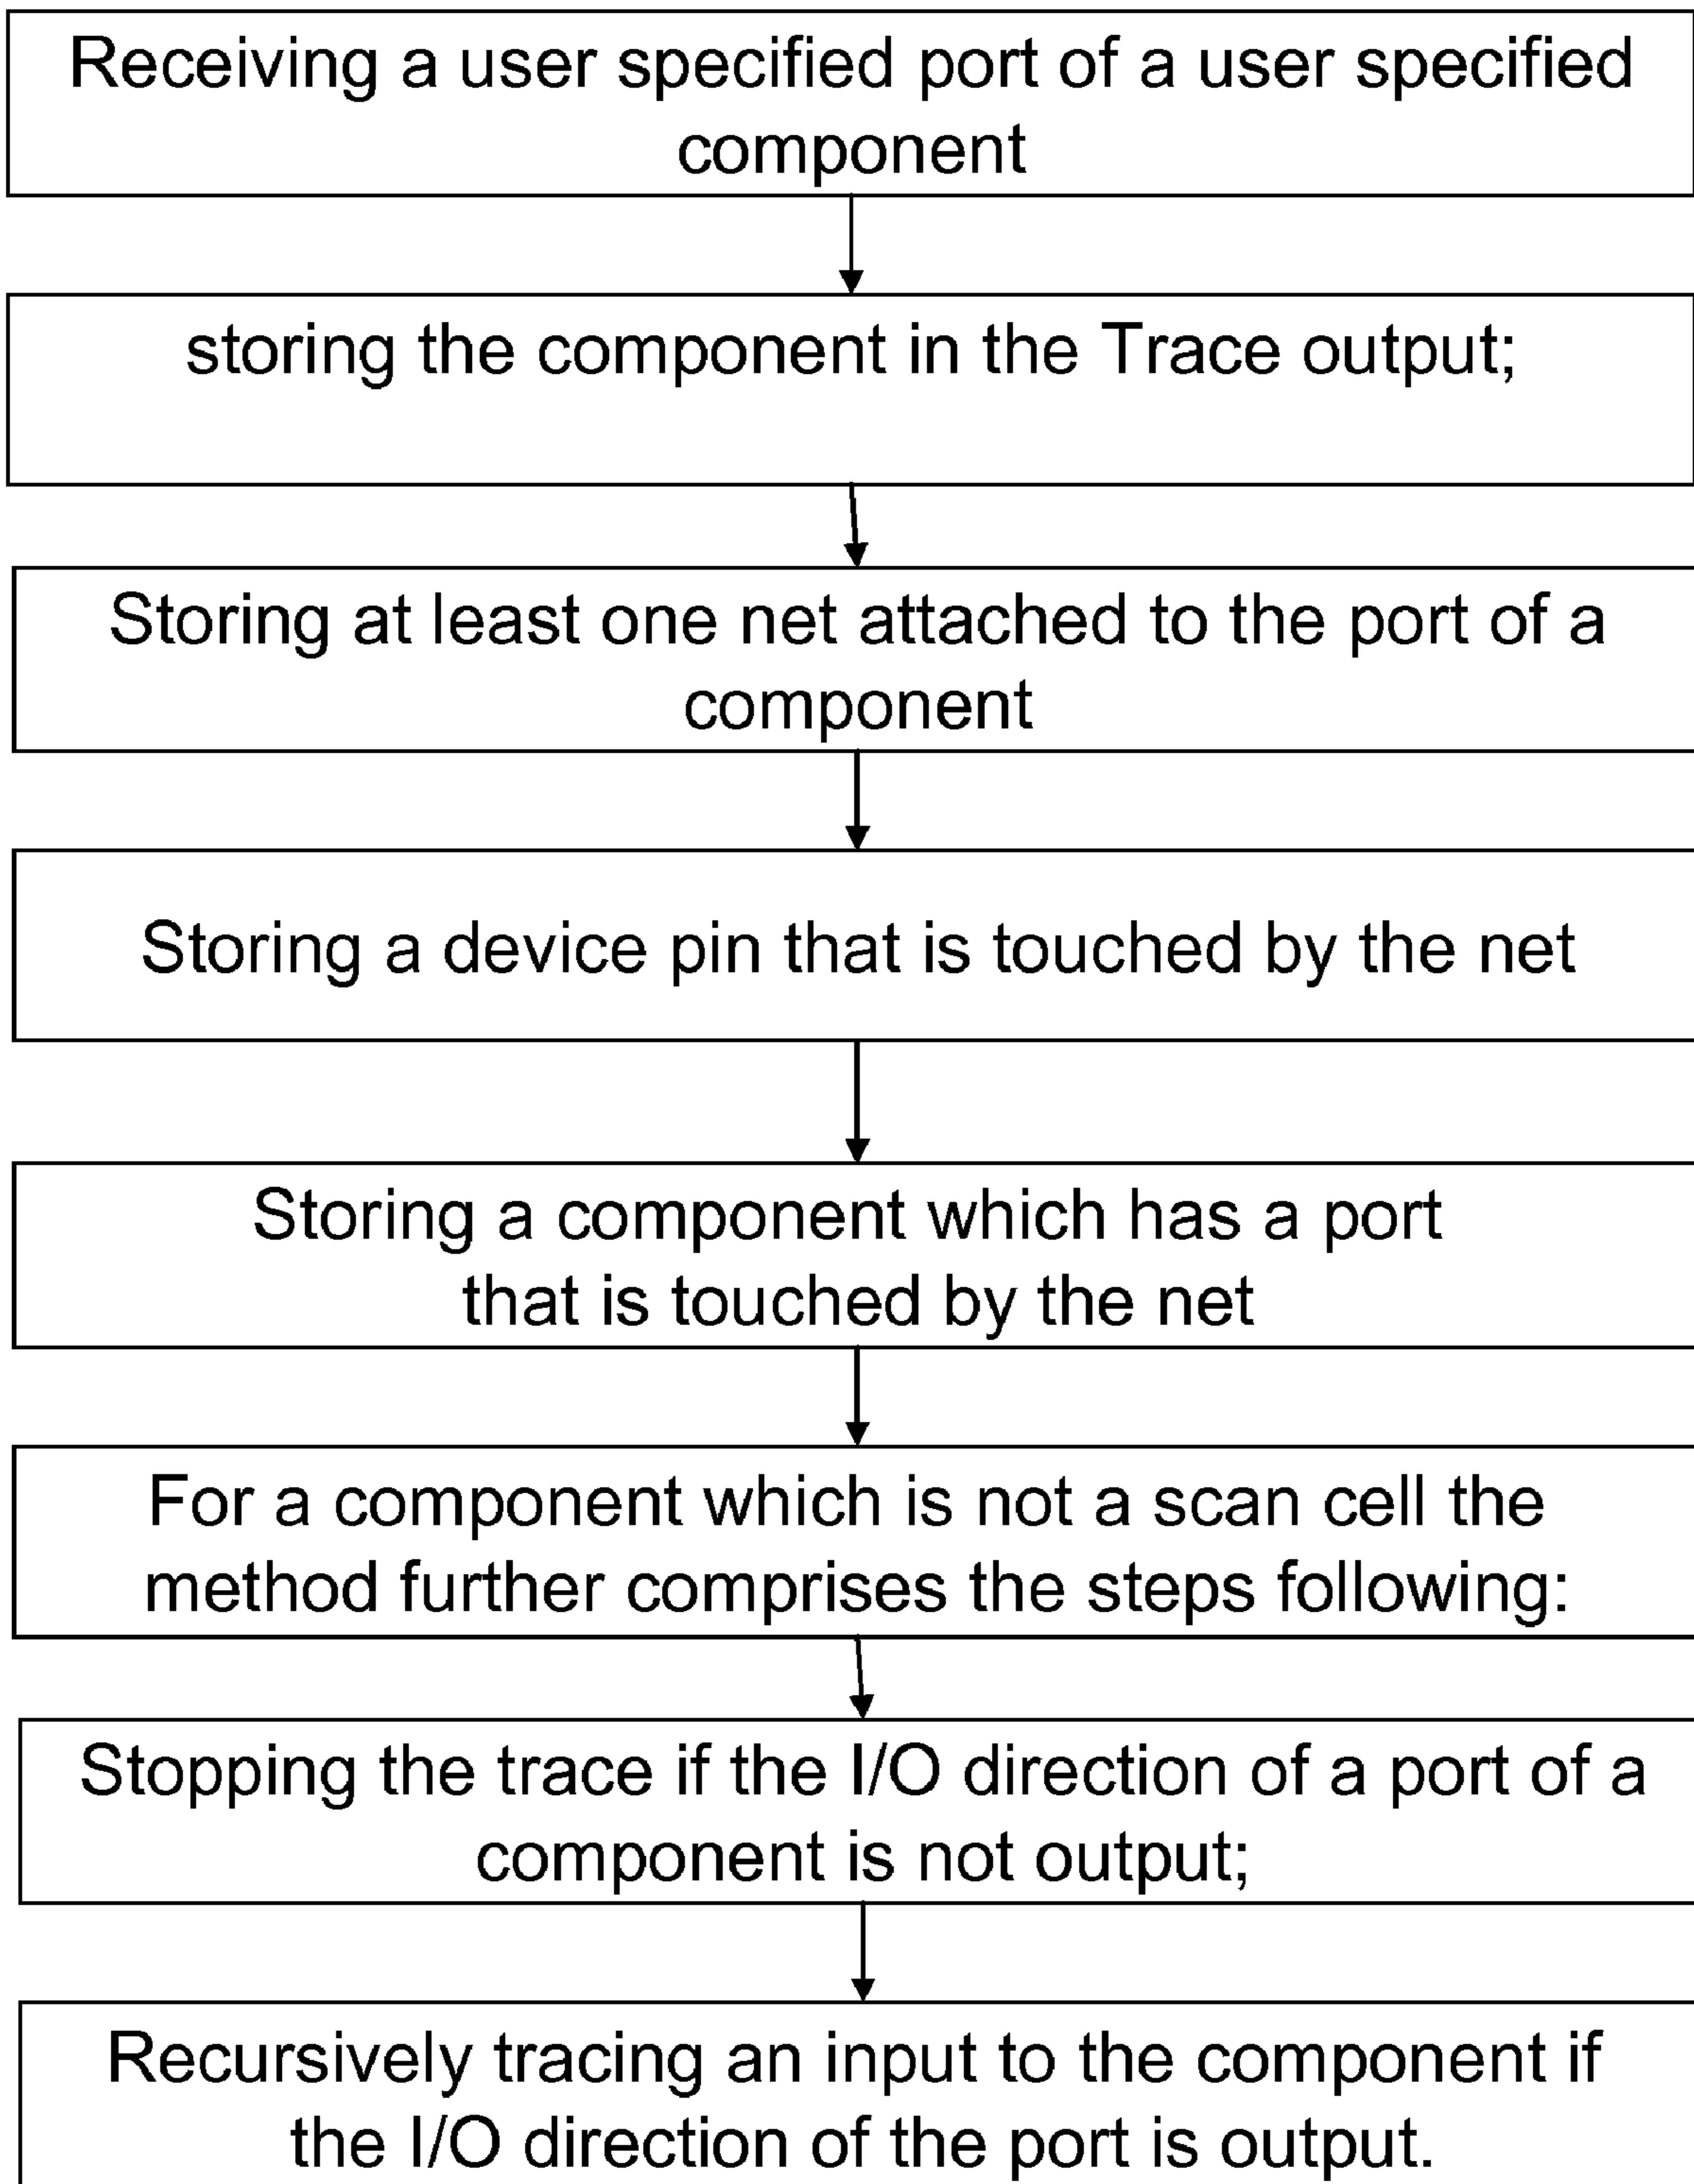 Receiving a user specified port of a user specified
component
storing the component in the Trace output;
Storing at least one net attached to the port of a
component
Storing a device pin that is touched by the net
Storing a component which has a port
that is touched by the net
For a component which is not a scan cell the
method further comprises the steps following:
Stopping the trace if the I/O direction of a port of a
component is not output;
Recursively tracing an input to the component if
the I/O direction of the port is output.